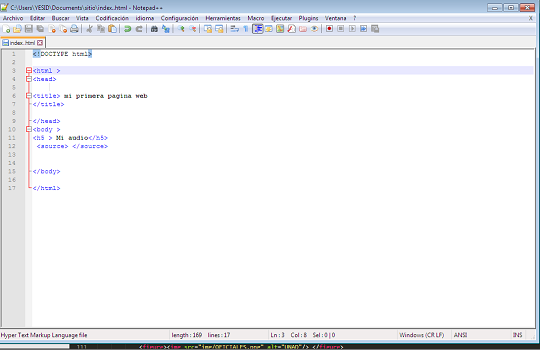 C:\Users\YESID\Documents\sitio\index.html - Notepad++
Archivo Editar Buscar Vista Codificación idioma Configuración Herramientas Macro Ejecutar Plugins Ventana ? X
index.html
1 <!DOCTYPE html>
2
3 <html >
4 <head>
5
6 <title> mi primera pagina web
7 </title>
8
9 </head>
10 <body >
11 <h5 > Mi audio</h5>
12 <source> </source>
13
14
15 </body>
16
17 </html>
Hyper Text Markup Language file length : 169 lines : 17 Ln : 3 Col : 8 Sel : 0 | 0 Windows (CR LF) ANSI INS
111 <figure><img src="img/OFICIALES.png" alt="UNAD"/> </figure>